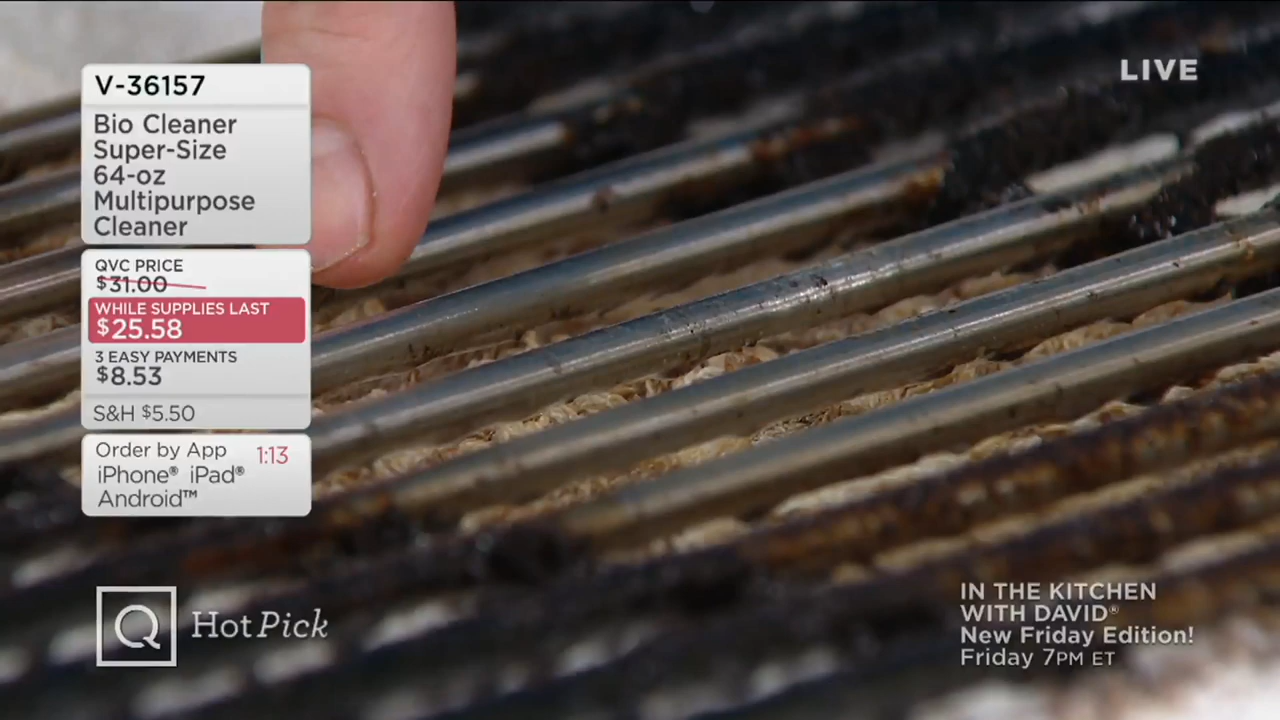 V-36157
Bio Cleaner
Super-Size
64-oz
Multipurpose
Cleaner
QVC PRICE
$31.00
WHILE SUPPLIES LAST
$25.58
3 EASY PAYMENTS
$8.53
S&H $5.50
Order by App 1:13
iPhone® iPad®
Android™
Q HotPick
LIVE
IN THE KITCHEN
WITH DAVID®
New Friday Edition!
Friday 7PM ET